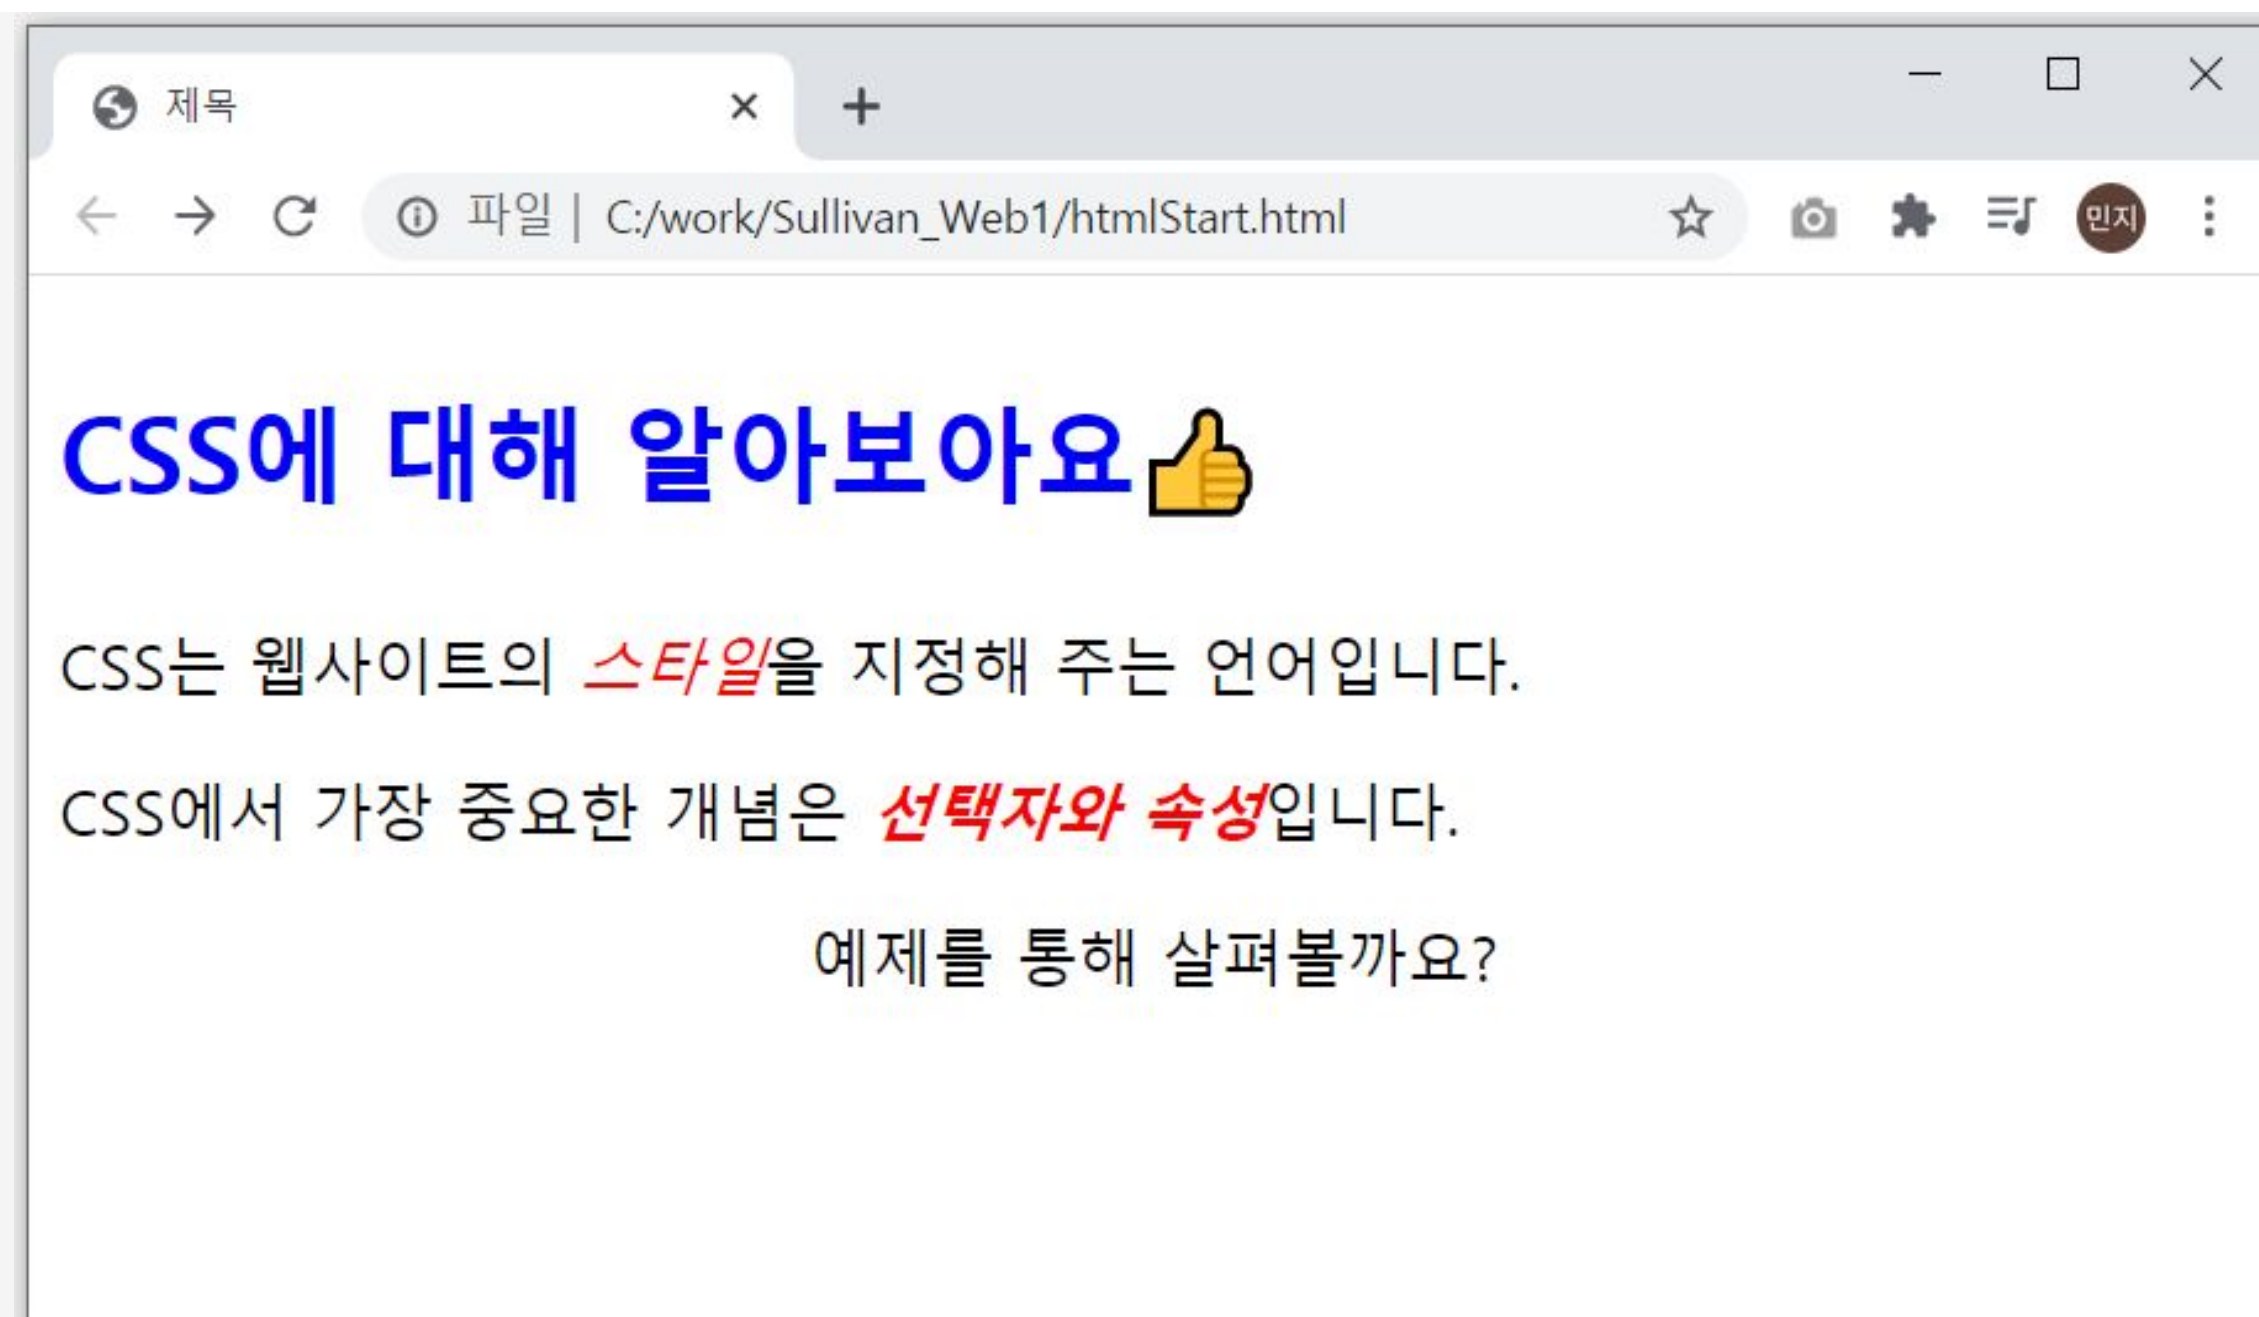 제목
파일 | C:/work/Sullivan_Web1/htmlStart.html 민지
CSS에 대해 알아보아요👍
CSS는 웹사이트의 스타일을 지정해 주는 언어입니다.
CSS에서 가장 중요한 개념은 선택자와 속성입니다.
예제를 통해 살펴볼까요?